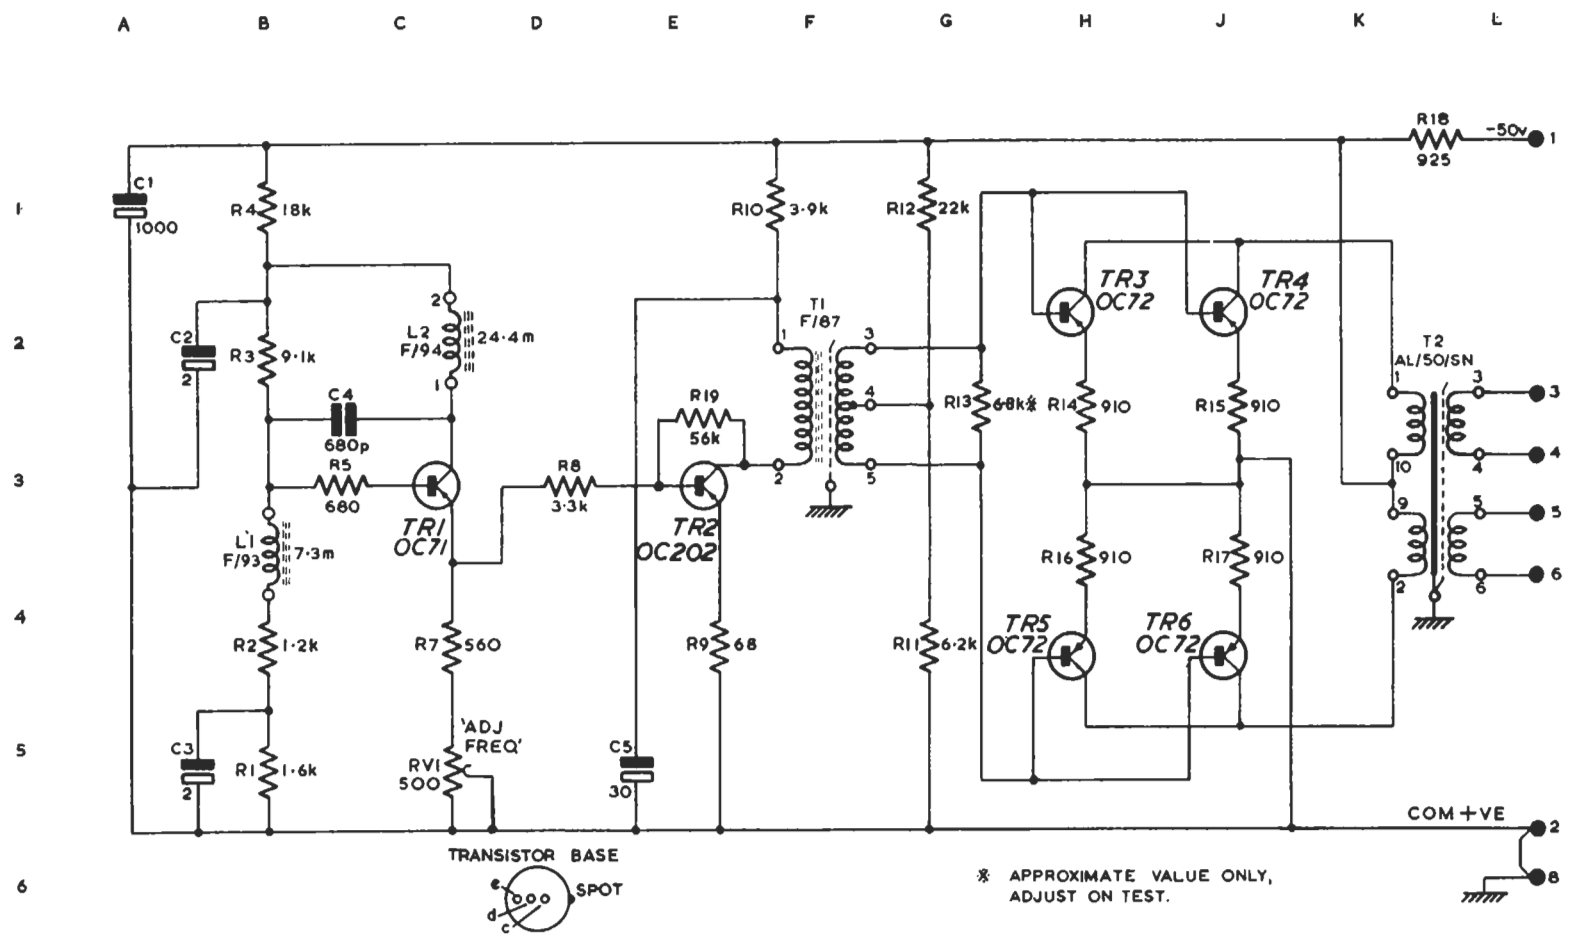 A B C D E F G H J K L
R18
-50v 1
925
C1
1 R4 18k R10 3·9k R12 22k
1000
TR3 TR4
OC72 OC72
2
T1
F/87
C2 L2 24·4m 1 3
2 R3 9·1k F/94
T2
AL/50/SN
2 1 1 3 3
C4 R19 4 R13 6·8k※ R14 910 R15 910
680p 56k
R5 R8 10 4 4
3 2 5
680 3·3k
9 5 5
TR1 TR2
OC71 OC202
L1
F/93 7·3m R16 910 R17 910
2 6 6
4
TR5 TR6
R2 1·2k R7 560 R9 68 R11 6·2k OC72 OC72
'ADJ
FREQ'
C3 C5
5
R1 1·6k RV1
500
2 30
COM +VE
2
TRANSISTOR BASE
6 e SPOT ※ APPROXIMATE VALUE ONLY, 8
ADJUST ON TEST.
d
c